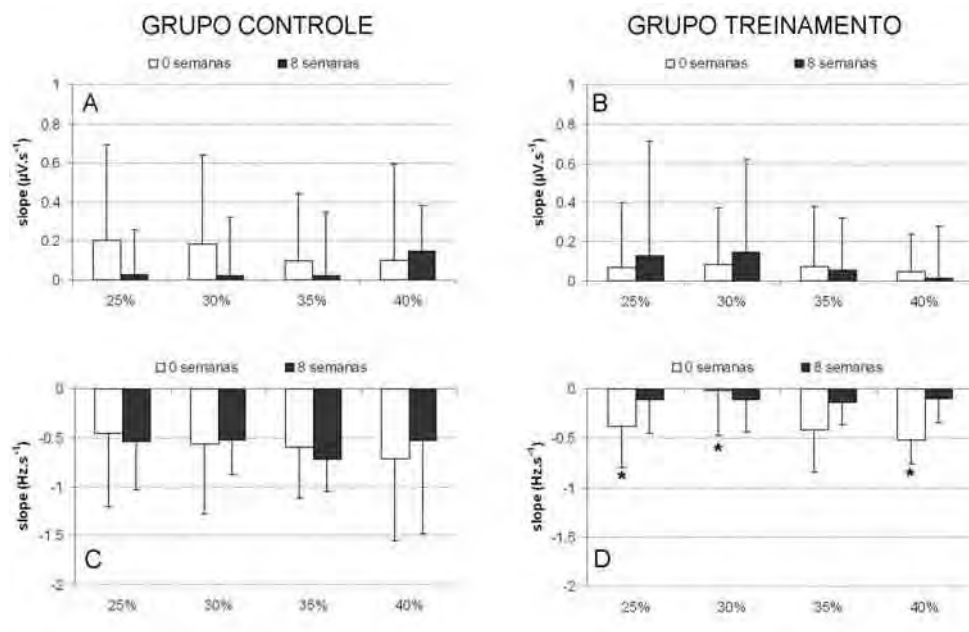 GRUPO CONTROLE
GRUPO TREINAMENTO
0 semanas 8 semanas
A
slope (µV.s⁻¹)
1
0.8
0.6
0.4
0.2
0
25% 30% 35% 40%
0 semanas 8 semanas
B
slope (µV.s⁻¹)
1
0.8
0.6
0.4
0.2
0
25% 30% 35% 40%
0 semanas 8 semanas
C
slope (Hz.s⁻¹)
0
-0.5
-1
-1.5
-2
25% 30% 35% 40%
0 semanas 8 semanas
D
slope (Hz.s⁻¹)
0
-0.5
-1
-1.5
-2
* * *
25% 30% 35% 40%